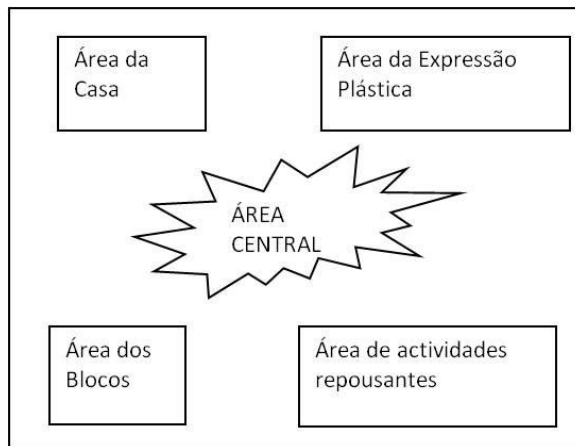 Área da
Casa
Área da Expressão
Plástica
ÁREA
CENTRAL
Área dos
Blocos
Área de actividades
repousantes